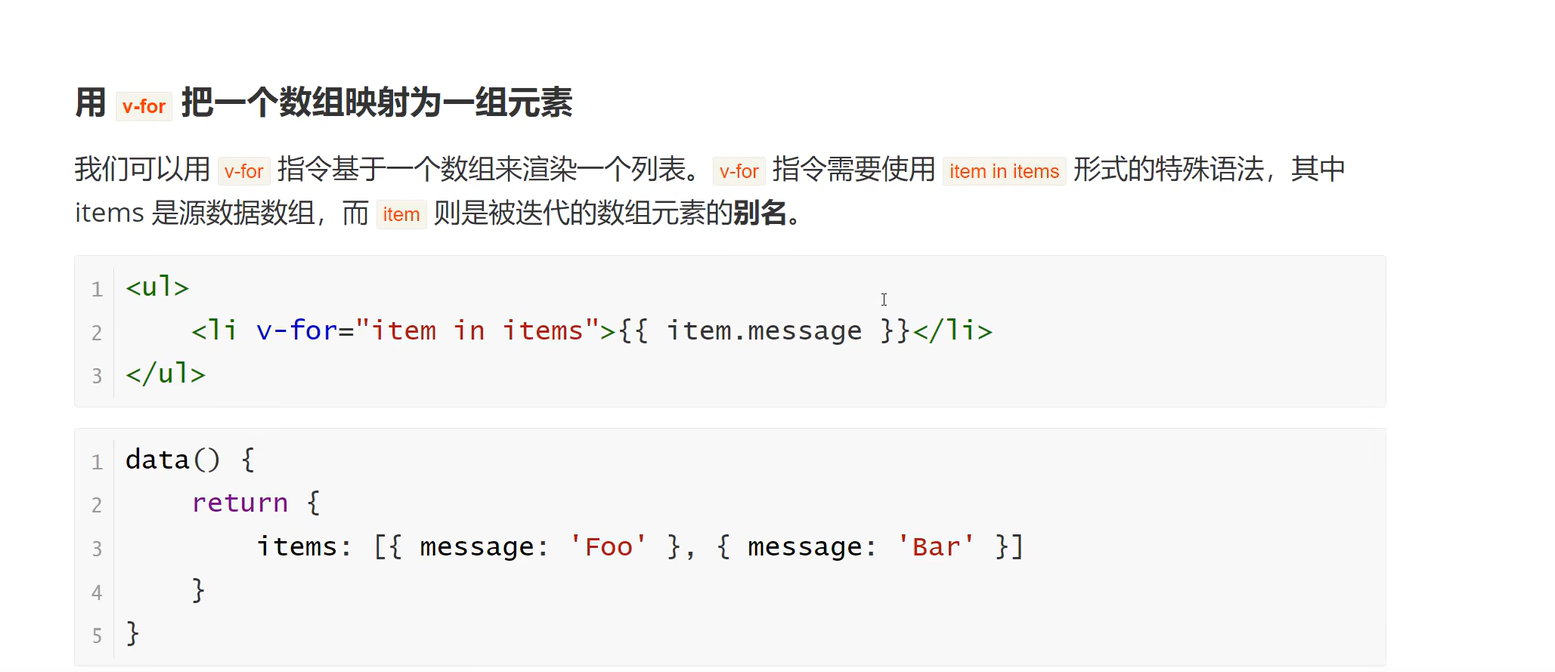 用 v-for 把一个数组映射为一组元素
我们可以用 v-for 指令基于一个数组来渲染一个列表。v-for 指令需要使用 item in items 形式的特殊语法，其中
items 是源数据数组，而 item 则是被迭代的数组元素的别名。
1 <ul>
2     <li v-for="item in items">{{ item.message }}</li>
3 </ul>
1 data() {
2     return {
3         items: [{ message: 'Foo' }, { message: 'Bar' }]
4     }
5 }